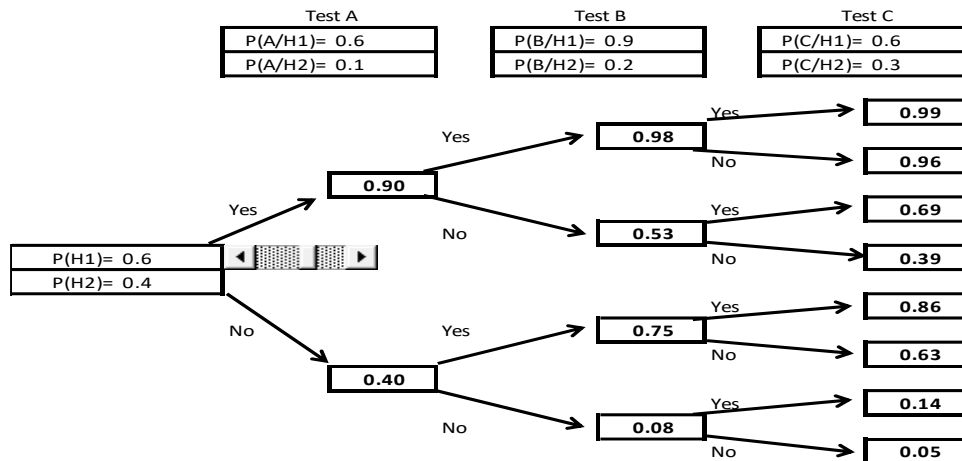 Test A Test B Test C
P(A/H1)= 0.6 P(B/H1)= 0.9 P(C/H1)= 0.6
P(A/H2)= 0.1 P(B/H2)= 0.2 P(C/H2)= 0.3
Yes 0.99
Yes 0.98
No 0.96
0.90
Yes Yes 0.69
No 0.53
P(H1)= 0.6 No 0.39
P(H2)= 0.4
Yes 0.86
No Yes 0.75
No 0.63
0.40
Yes 0.14
No 0.08
No 0.05